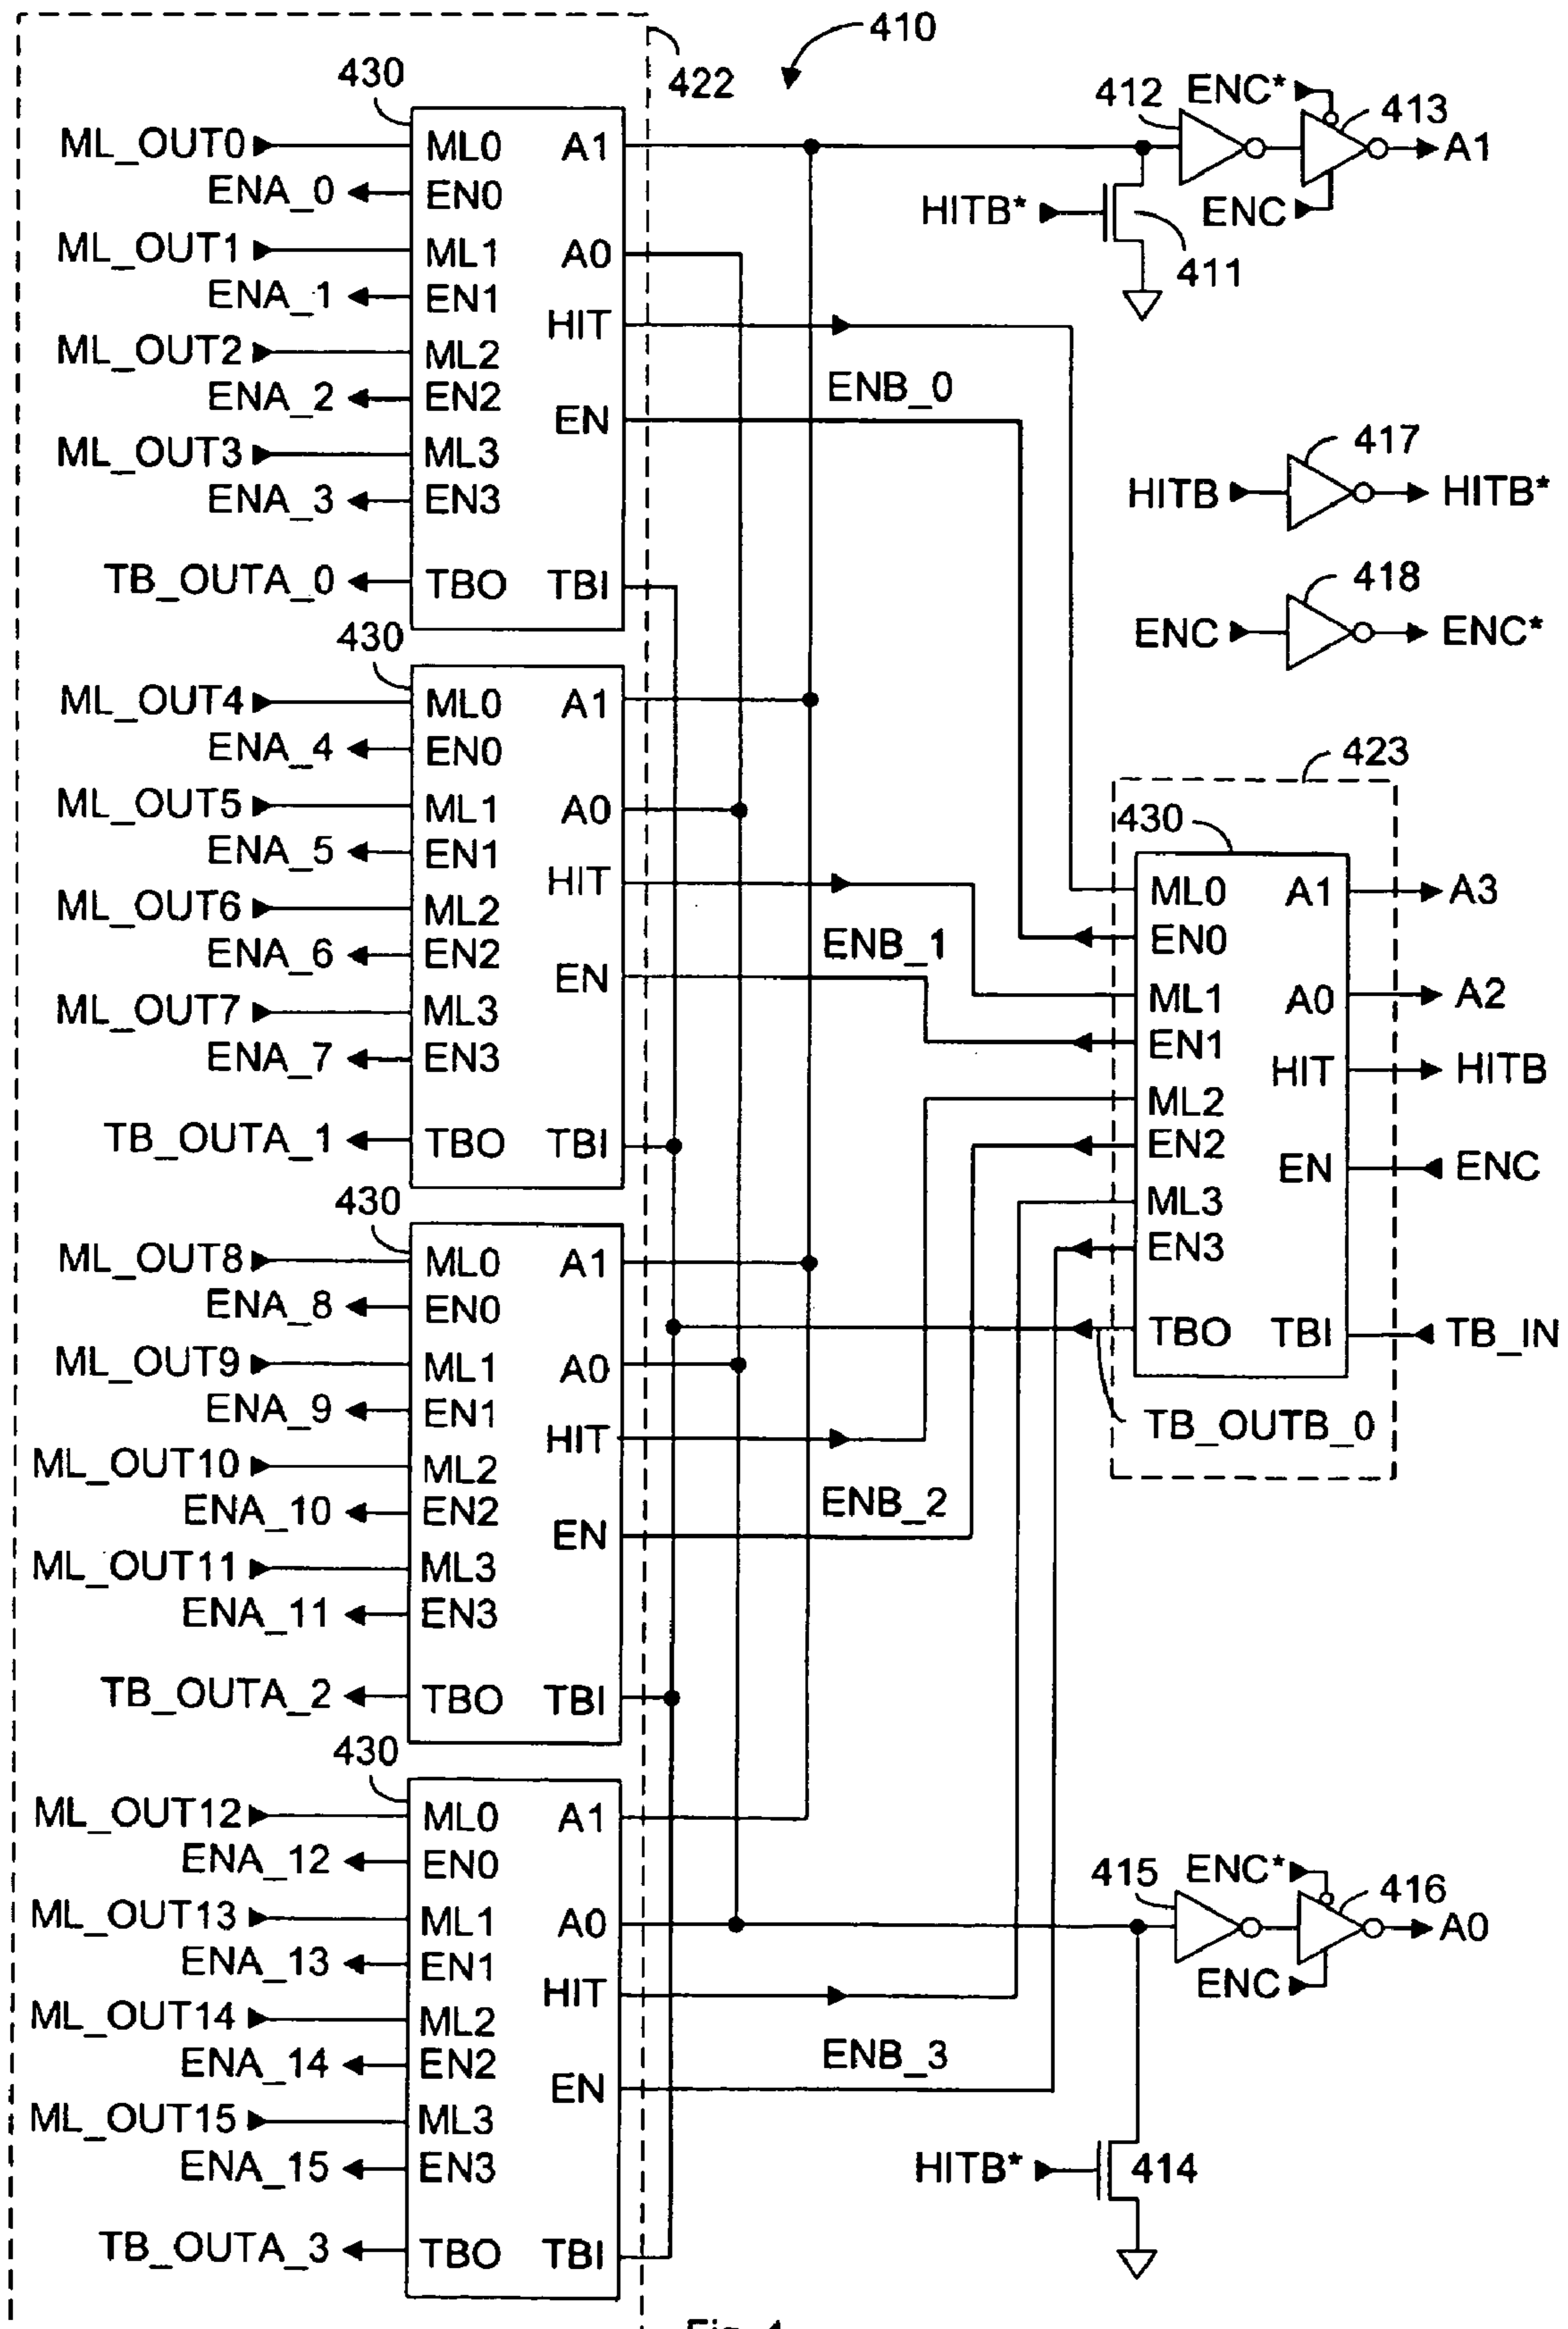 410
422
430
ML_OUT0
ML0
A1
ENA_0
EN0
ML_OUT1
ML1
A0
ENA_1
EN1
HIT
ML_OUT2
ML2
ENA_2
EN2
EN
ENB_0
ML_OUT3
ML3
ENA_3
EN3
TB_OUTA_0
TBO
TBI
412
ENC*
413
A1
HITB*
ENC
411
417
HITB
HITB*
418
ENC
ENC*
430
ML_OUT4
ML0
A1
ENA_4
EN0
ML_OUT5
ML1
A0
ENA_5
EN1
HIT
ML_OUT6
ML2
ENA_6
EN2
EN
ENB_1
ML_OUT7
ML3
ENA_7
EN3
TB_OUTA_1
TBO
TBI
423
430
ML0
A1
A3
EN0
ML1
A0
A2
EN1
HIT
HITB
ML2
EN2
EN
ENC
ML3
EN3
TBO
TBI
TB_IN
TB_OUTB_0
430
ML_OUT8
ML0
A1
ENA_8
EN0
ML_OUT9
ML1
A0
ENA_9
EN1
HIT
ML_OUT10
ML2
ENA_10
EN2
EN
ENB_2
ML_OUT11
ML3
ENA_11
EN3
TB_OUTA_2
TBO
TBI
430
ML_OUT12
ML0
A1
ENA_12
EN0
ML_OUT13
ML1
A0
ENA_13
EN1
HIT
ML_OUT14
ML2
ENA_14
EN2
EN
ENB_3
ML_OUT15
ML3
ENA_15
EN3
TB_OUTA_3
TBO
TBI
415
ENC*
416
A0
ENC
HITB*
414